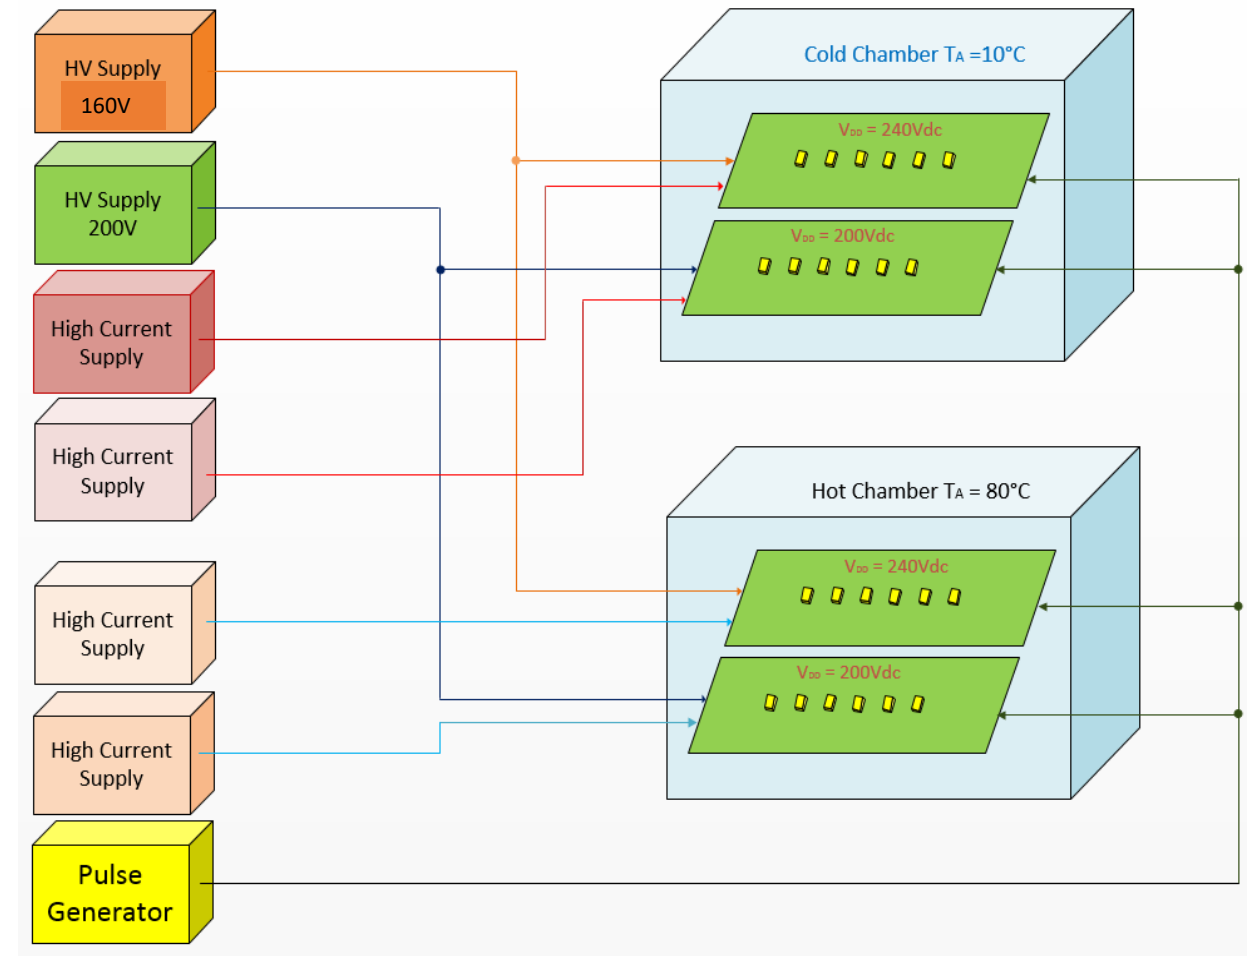 HV Supply
160V
HV Supply
200V
High Current
Supply
High Current
Supply
High Current
Supply
High Current
Supply
Pulse
Generator
Cold Chamber TA =10°C
VDD = 240Vdc
VDD = 200Vdc
Hot Chamber TA = 80°C
VDD = 240Vdc
VDD = 200Vdc